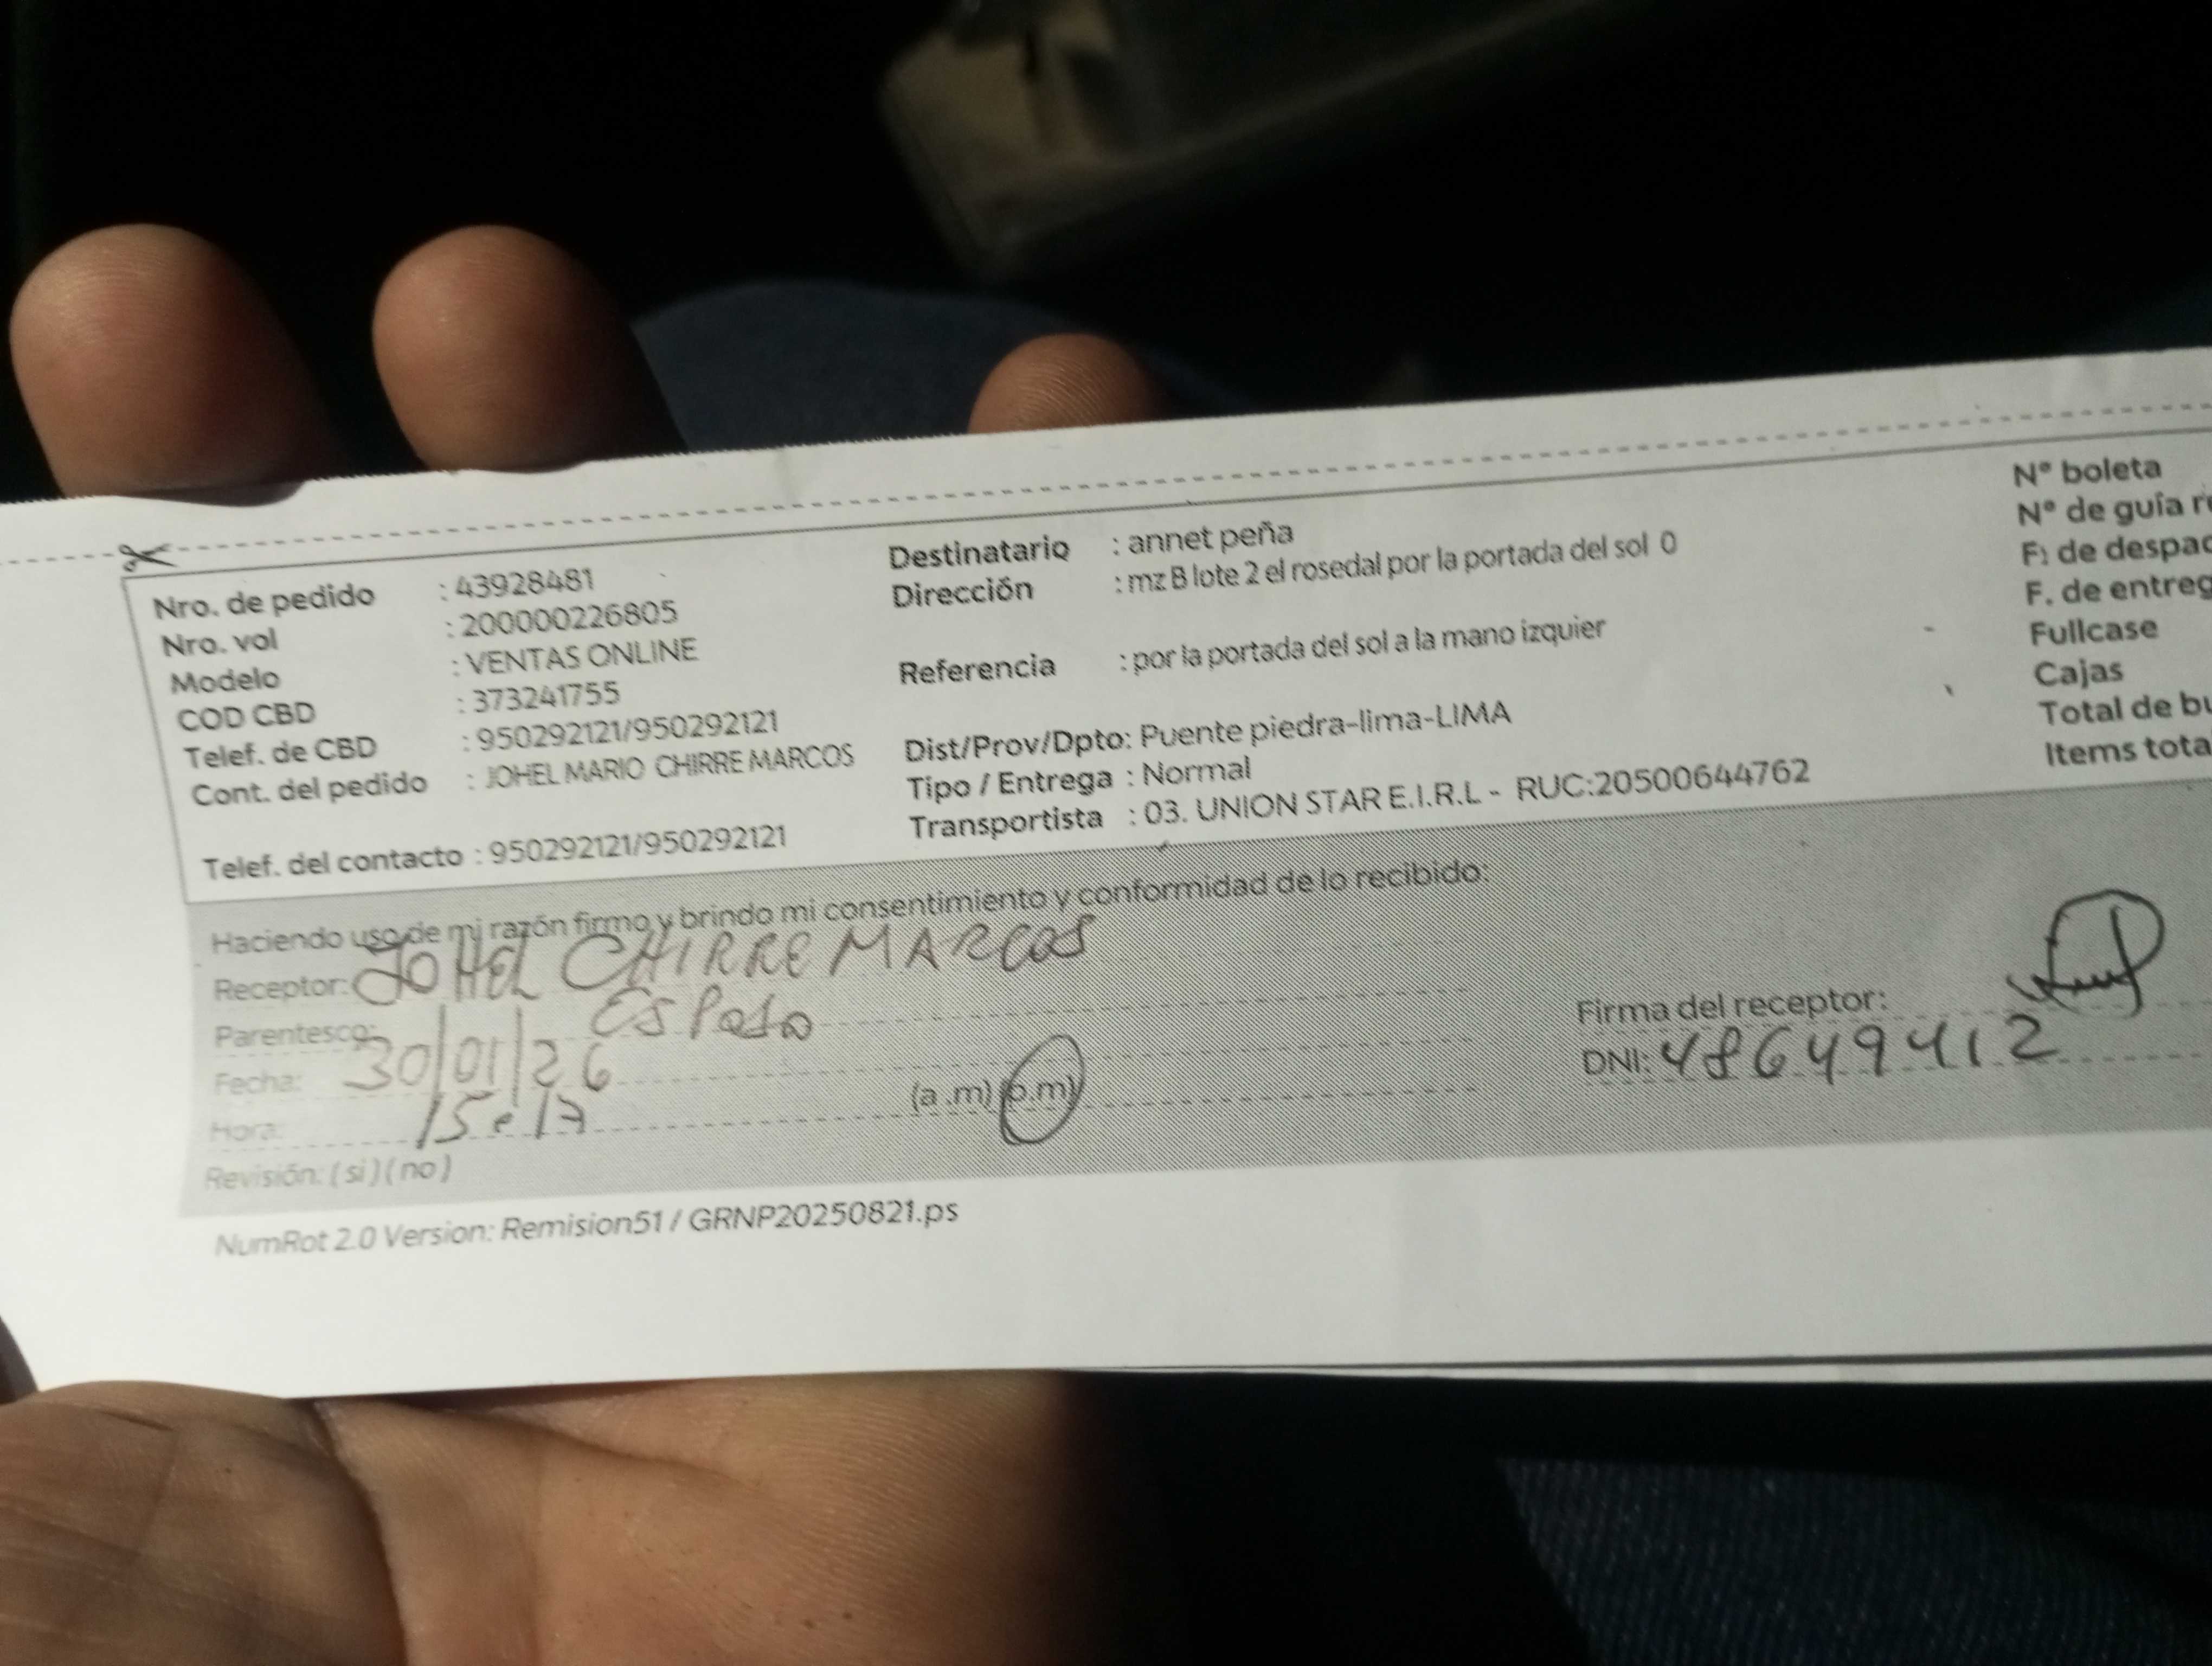 Nro. de pedido : 43928481
Nro. vol : 200000226805
Modelo : VENTAS ONLINE
COD CBD : 373241755
Telef. de CBD : 950292121/950292121
Cont. del pedido : JOHEL MARIO CHIRRE MARCOS
Telef. del contacto : 950292121/950292121
Destinatario : annet peña
Dirección : mz B lote 2 el rosedal por la portada del sol 0
Referencia : por la portada del sol a la mano izquier
Dist/Prov/Dpto: Puente piedra-lima-LIMA
Tipo / Entrega : Normal
Transportista : 03. UNION STAR E.I.R.L - RUC:20500644762
N° boleta
N° de guía
F. de
F. de
Fullcase
Cajas
Total de
Items
Haciendo uso de mi razón firmo y brindo mi consentimiento y conformidad de lo recibido:
Receptor: JOHEL CHIRRE MARCOS
Parentesco: ESPOSO
Fecha: 30/01/26
Hora: 15:17 (a .m) (p.m)
Revisión: ( si ) ( no )
Firma del receptor:
DNI: 48649412
NumRot 2.0 Version: Remision51 / GRNP20250821.ps